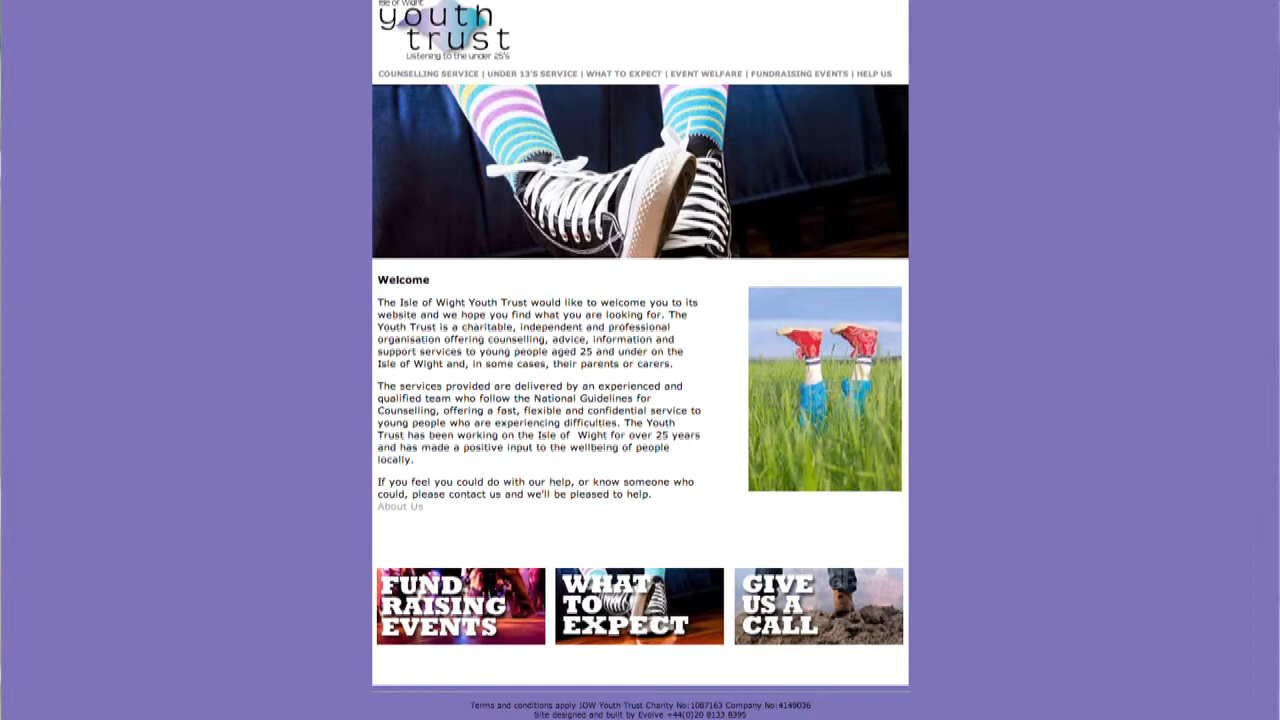 Isle of Wight
youth
trust
Listening to the under 25's
COUNSELLING SERVICE | UNDER 13'S SERVICE | WHAT TO EXPECT | EVENT WELFARE | FUNDRAISING EVENTS | HELP US
Welcome
The Isle of Wight Youth Trust would like to welcome you to its
website and we hope you find what you are looking for. The
Youth Trust is a charitable, independent and professional
organisation offering counselling, advice, information and
support services to young people aged 25 and under on the
Isle of Wight and, in some cases, their parents or carers.
The services provided are delivered by an experienced and
qualified team who follow the National Guidelines for
Counselling, offering a fast, flexible and confidential service to
young people who are experiencing difficulties. The Youth
Trust has been working on the Isle of Wight for over 25 years
and has made a positive input to the wellbeing of people
locally.
If you feel you could do with our help, or know someone who
could, please contact us and we'll be pleased to help.
About Us
FUND
RAISING
EVENTS
WHAT
TO
EXPECT
GIVE
US A
CALL
Terms and conditions apply IOW Youth Trust Charity No:1087163 Company No:4149036
Site designed and built by Evolve +44(0)20 8133 8395